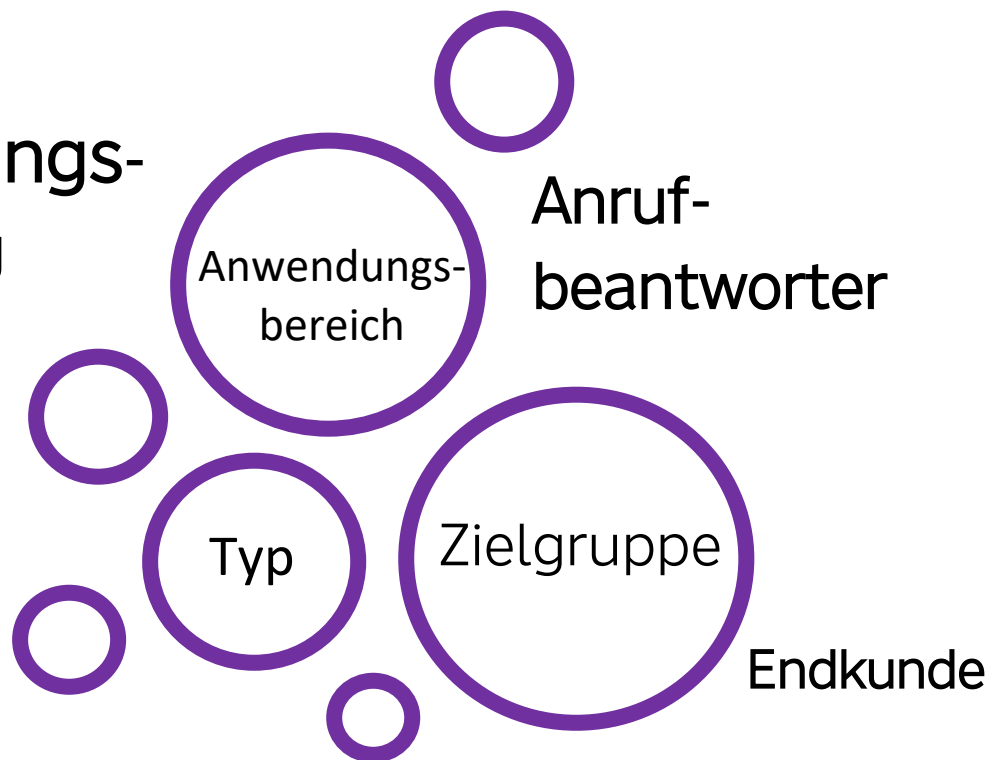 ngs-
Anruf-
beantworter
Anwendungs-
bereich
Typ
Zielgruppe
Endkunde